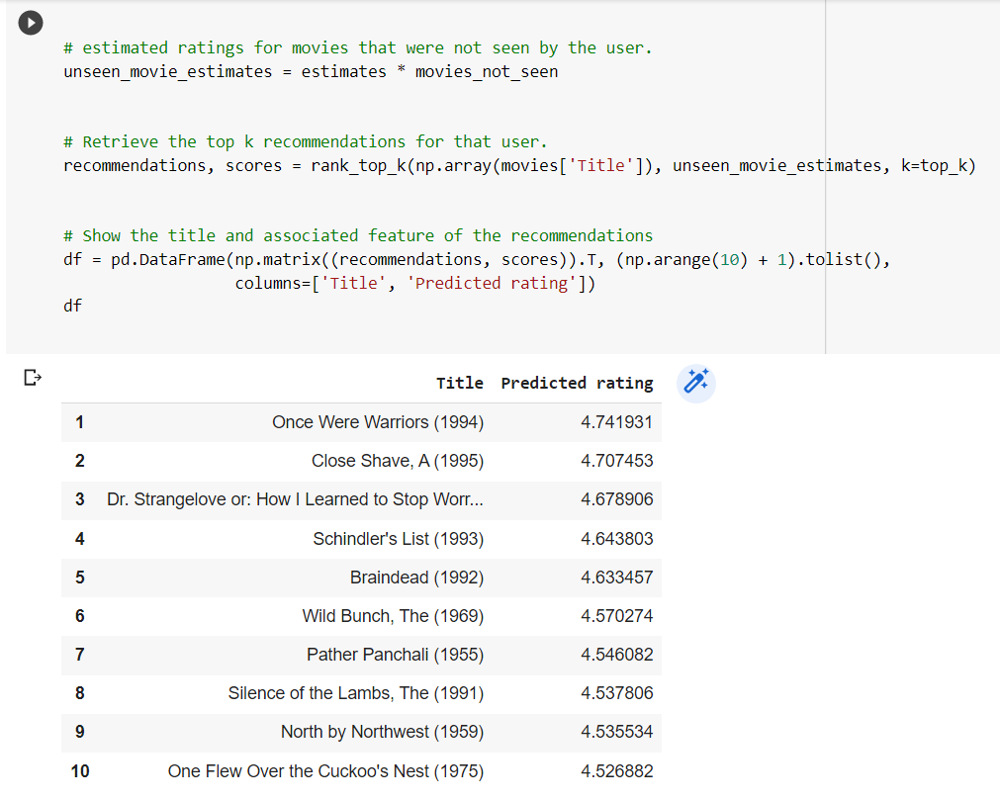 # estimated ratings for movies that were not seen by the user.
unseen_movie_estimates = estimates * movies_not_seen
# Retrieve the top k recommendations for that user.
recommendations, scores = rank_top_k(np.array(movies['Title']), unseen_movie_estimates, k=top_k)
# Show the title and associated feature of the recommendations
df = pd.DataFrame(np.matrix((recommendations, scores)).T, (np.arange(10) + 1).tolist(),
columns=['Title', 'Predicted rating'])
df
Title Predicted rating
1 Once Were Warriors (1994) 4.741931
2 Close Shave, A (1995) 4.707453
3 Dr. Strangelove or: How I Learned to Stop Worr... 4.678906
4 Schindler's List (1993) 4.643803
5 Braindead (1992) 4.633457
6 Wild Bunch, The (1969) 4.570274
7 Pather Panchali (1955) 4.546082
8 Silence of the Lambs, The (1991) 4.537806
9 North by Northwest (1959) 4.535534
10 One Flew Over the Cuckoo's Nest (1975) 4.526882